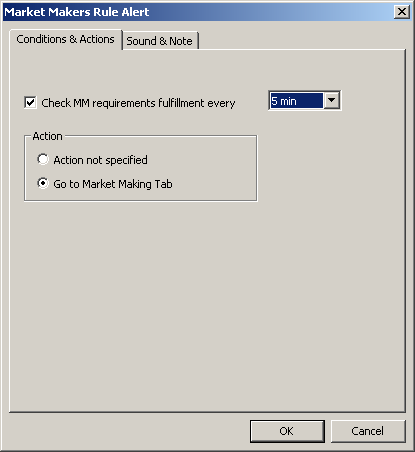 Market Makers Rule Alert
Conditions & Actions Sound & Note
Check MM requirements fulfillment every 5 min
Action
Action not specified
Go to Market Making Tab
OK Cancel